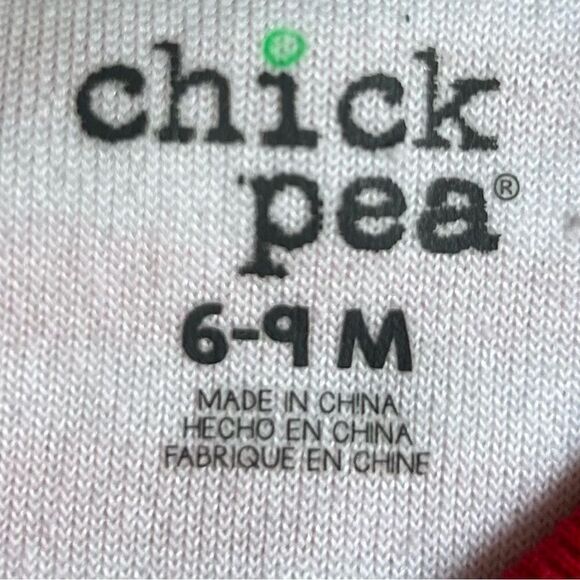 chick
pea®
6-9 M
MADE IN CHINA
HECHO EN CHINA
FABRIQUE EN CHINE